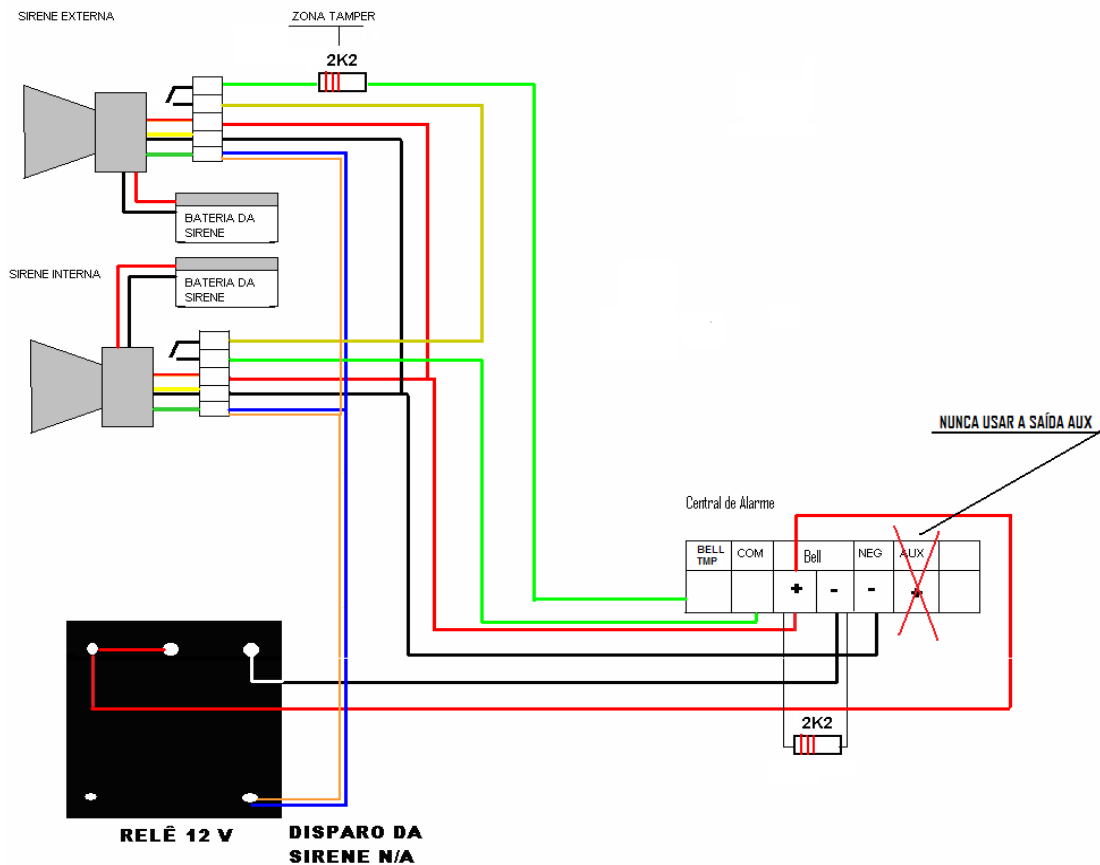 SIRENE EXTERNA
ZONA TAMPER
2K2
BATERIA DA
SIRENE
SIRENE INTERNA
BATERIA DA
SIRENE
NUNCA USAR A SAÍDA AUX
Central de Alarme
BELL
TMP
COM
Bell
NEG
AUX
+
-
-
+
2K2
RELÊ 12 V
DISPARO DA
SIRENE N/A